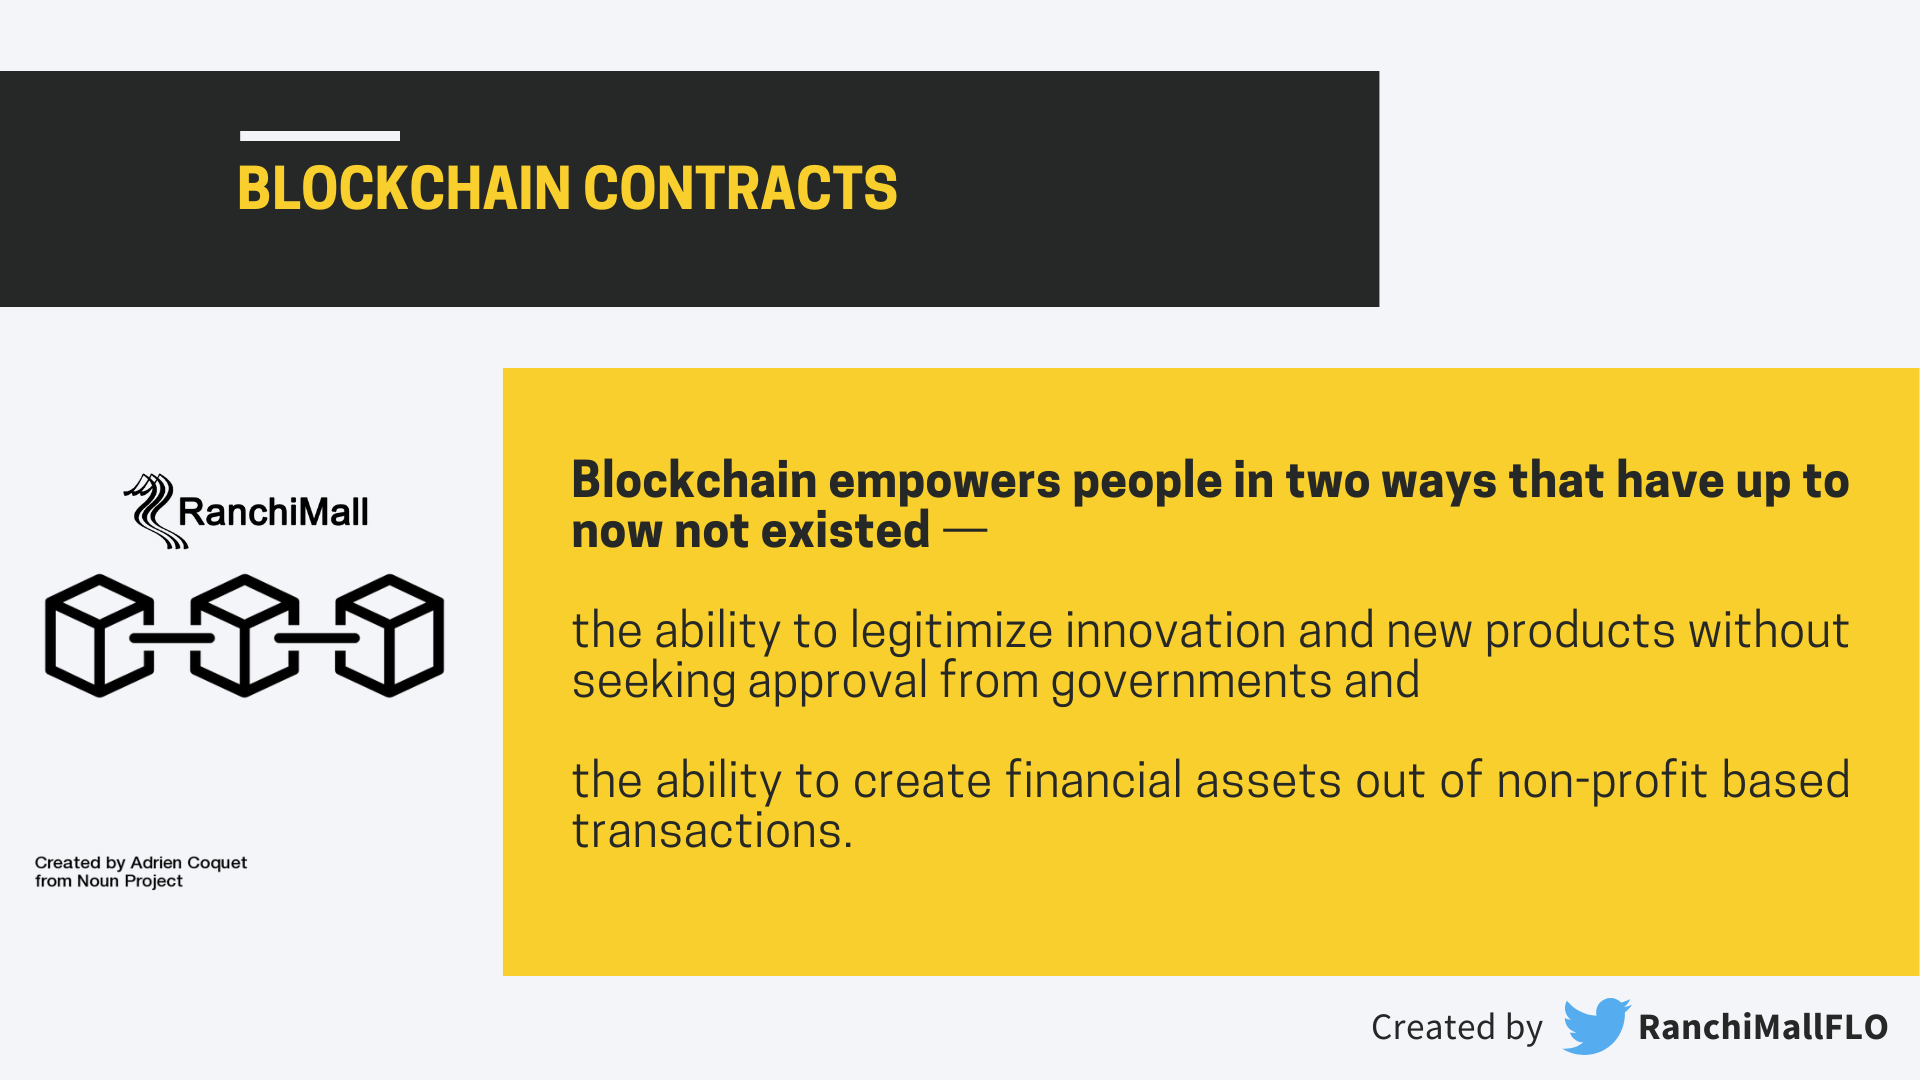 BLOCKCHAIN CONTRACTS
RanchiMall
Created by Adrien Coquet
from Noun Project
Blockchain empowers people in two ways that have up to
now not existed —
the ability to legitimize innovation and new products without
seeking approval from governments and
the ability to create financial assets out of non-profit based
transactions.
Created by RanchiMallFLO